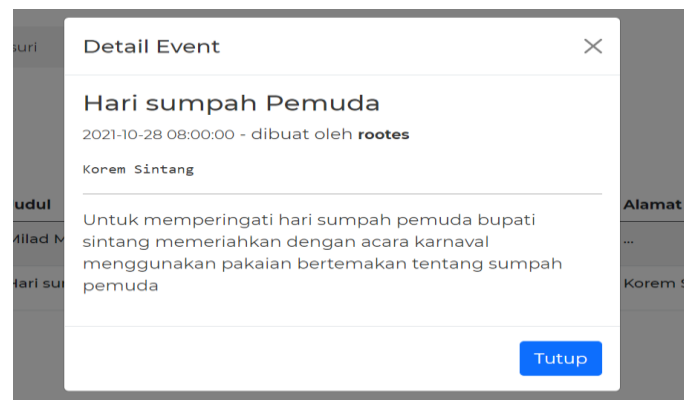 suri
Detail Event
Hari sumpah Pemuda
2021-10-28 08:00:00 - dibuat oleh rootes
Korem Sintang
udul
Alamat
Untuk memperingati hari sumpah pemuda bupati
sintang memeriahkan dengan acara karnaval
menggunakan pakaian bertemakan tentang sumpah
pemuda
Milad M
...
Hari sur
Korem S
Tutup